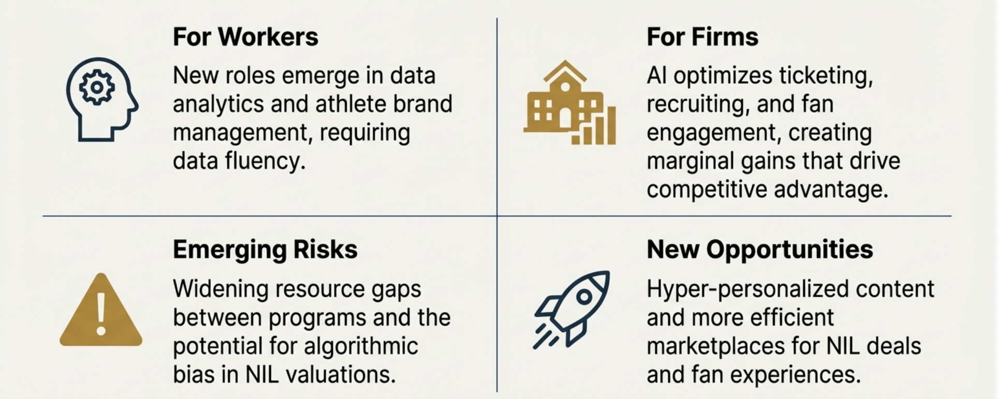 For Workers
New roles emerge in data
analytics and athlete brand
management, requiring
data fluency.
For Firms
AI optimizes ticketing,
recruiting, and fan
engagement, creating
marginal gains that drive
competitive advantage.
Emerging Risks
Widening resource gaps
between programs and the
potential for algorithmic
bias in NIL valuations.
New Opportunities
Hyper-personalized content
and more efficient
marketplaces for NIL deals
and fan experiences.